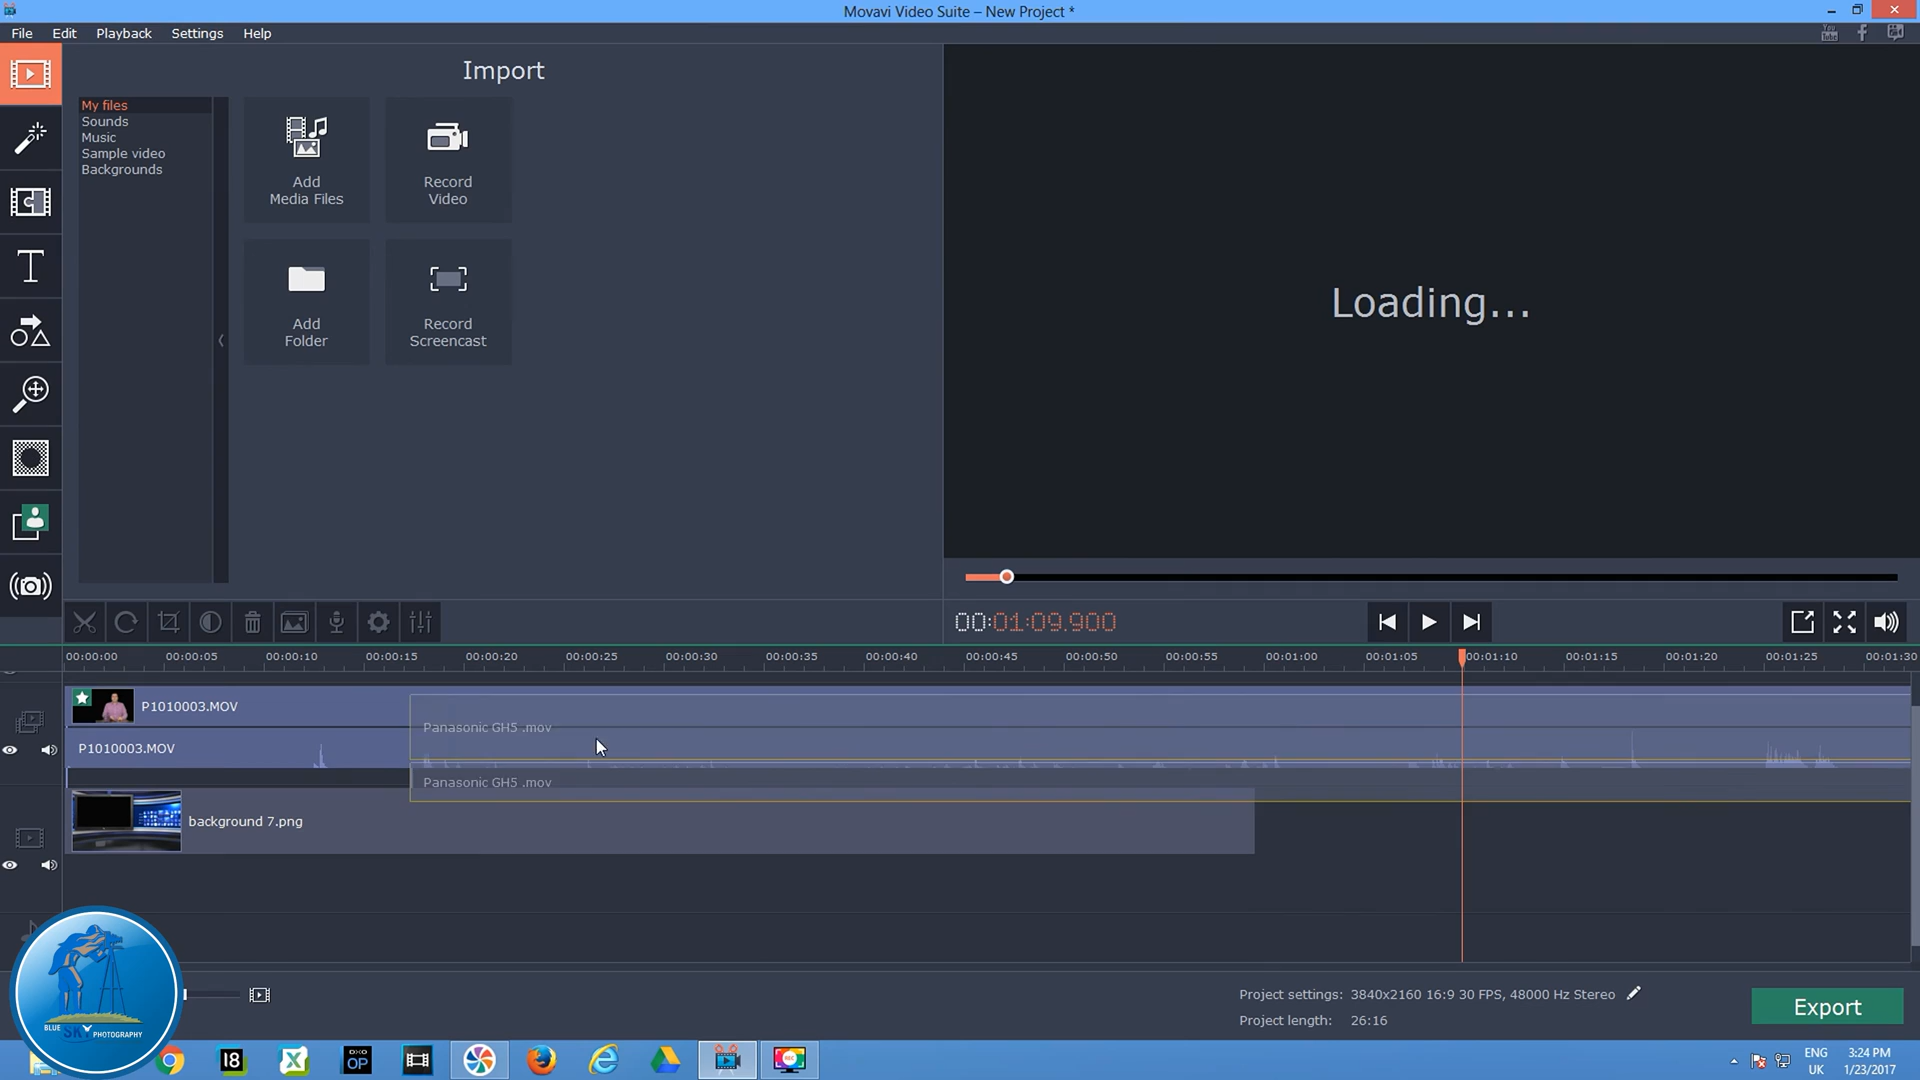 Movavi Video Suite – New Project *
File Edit Playback Settings Help
You Tube
Import
My files
Sounds
Music
Sample video
Backgrounds
Add
Media Files
Record
Video
Add
Folder
Record
Screencast
Loading...
00:01:09.900
00:00:00 00:00:05 00:00:10 00:00:15 00:00:20 00:00:25 00:00:30 00:00:35 00:00:40 00:00:45 00:00:50 00:00:55 00:01:00 00:01:05 00:01:10 00:01:15 00:01:20 00:01:25 00:01:30
P1010003.MOV
Panasonic GH5 .mov
P1010003.MOV
Panasonic GH5 .mov
background 7.png
Project settings: 3840x2160 16:9 30 FPS, 48000 Hz Stereo
Project length: 26:16
Export
BLUE SKY PHOTOGRAPHY
18
X
DXO
OP
REC
ENG
UK
3:24 PM
1/23/2017